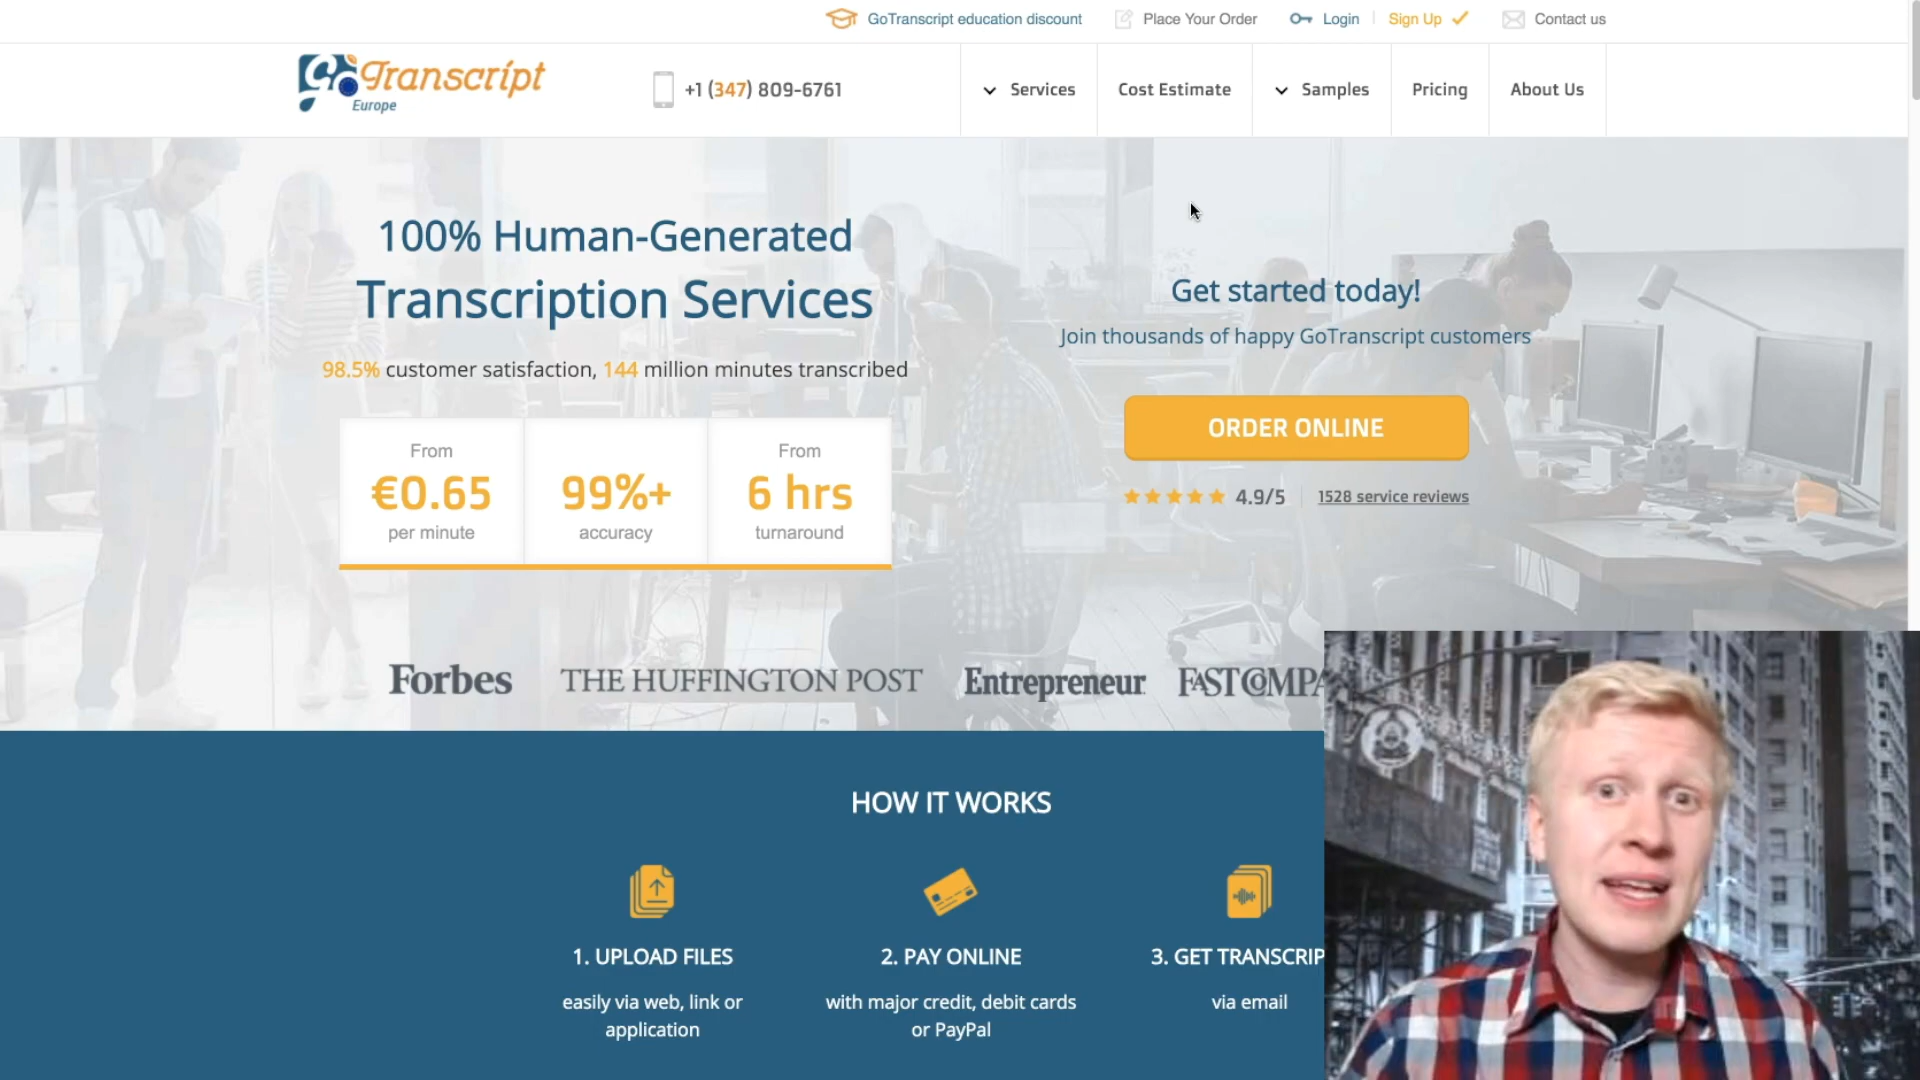 GoTranscript education discount
Place Your Order
Login
Sign Up
Contact us
GoTranscript
Europe
+1 (347) 809-6761
Services
Cost Estimate
Samples
Pricing
About Us
100% Human-Generated
Transcription Services
98.5% customer satisfaction, 144 million minutes transcribed
From
€0.65
per minute
99%+
accuracy
From
6 hrs
turnaround
Get started today!
Join thousands of happy GoTranscript customers
ORDER ONLINE
4.9/5
1528 service reviews
Forbes
THE HUFFINGTON POST
Entrepreneur
FAST COMPA
HOW IT WORKS
1. UPLOAD FILES
easily via web, link or
application
2. PAY ONLINE
with major credit, debit cards
or PayPal
3. GET TRANSCRIP
via email